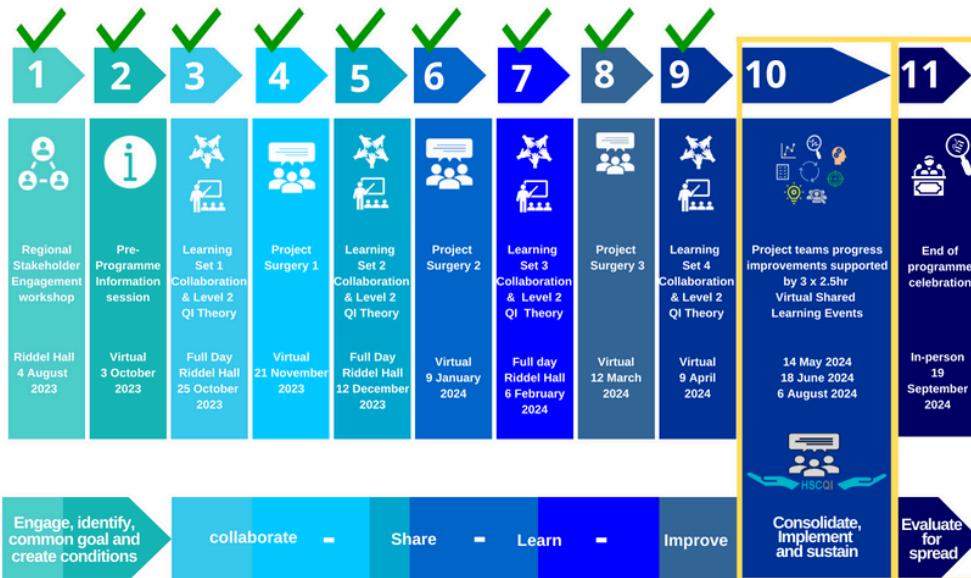 1
2
3
4
5
6
7
8
9
10
11
Regional
Stakeholder
Engagement
workshop
Riddel Hall
4 August
2023
i
Pre-
Programme
Information
session
Virtual
3 October
2023
Learning
Set 1
Collaboration
& Level 2
QI Theory
Full Day
Riddel Hall
25 October
2023
Project
Surgery 1
Virtual
21 November
2023
Learning
Set 2
Collaboration
& Level 2
QI Theory
Full Day
Riddel Hall
12 December
2023
Project
Surgery 2
Virtual
9 January
2024
Learning
Set 3
Collaboration
& Level 2
QI Theory
Full day
Riddel Hall
6 February
2024
Project
Surgery 3
Virtual
12 March
2024
Learning
Set 4
Collaboration
& Level 2
QI Theory
Virtual
9 April
2024
Project teams progress
improvements supported
by 3 x 2.5hr
Virtual Shared
Learning Events
14 May 2024
18 June 2024
6 August 2024
HSCQI
End of
programme
celebration
In-person
19
September
2024
Engage, identify,
common goal and
create conditions
collaborate - Share - Learn - Improve
Consolidate,
Implement
and sustain
Evaluate
for
spread